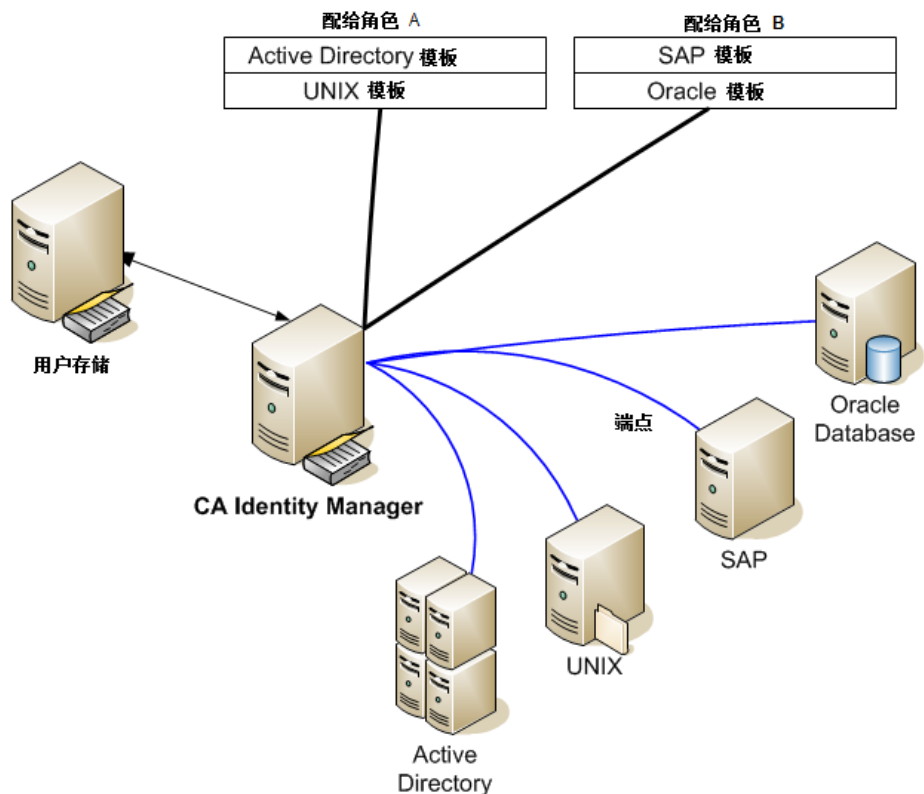 配给角色 A
Active Directory 模板
UNIX 模板
配给角色 B
SAP 模板
Oracle 模板
用户存储
CA Identity Manager
端点
Oracle
Database
SAP
UNIX
Active
Directory